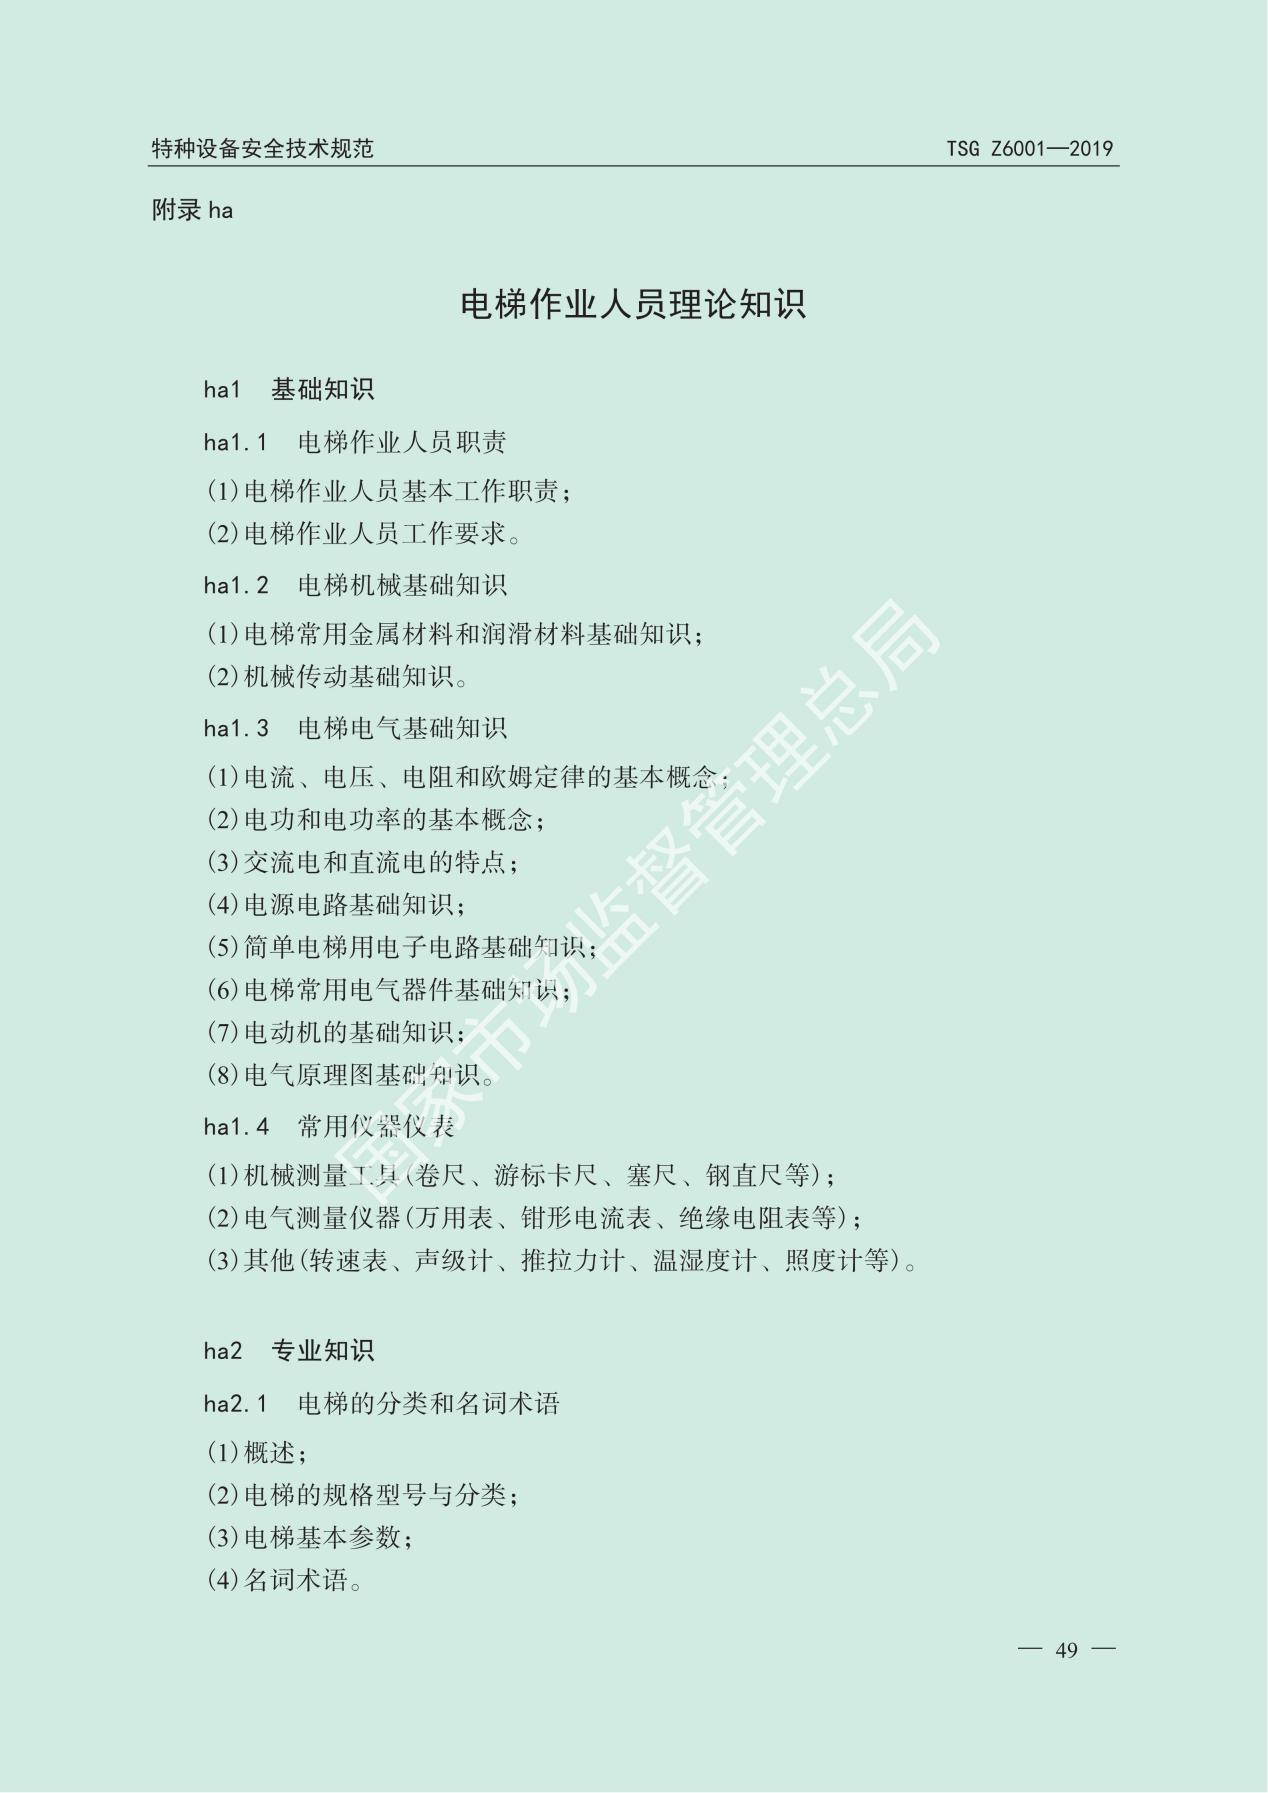 特种设备安全技术规范 TSG Z6001—2019
附录 ha
电梯作业人员理论知识
ha1 基础知识
ha1.1 电梯作业人员职责
(1)电梯作业人员基本工作职责；
(2)电梯作业人员工作要求。
ha1.2 电梯机械基础知识
(1)电梯常用金属材料和润滑材料基础知识；
(2)机械传动基础知识。
ha1.3 电梯电气基础知识
(1)电流、电压、电阻和欧姆定律的基本概念；
(2)电功和电功率的基本概念；
(3)交流电和直流电的特点；
(4)电源电路基础知识；
(5)简单电梯用电子电路基础知识；
(6)电梯常用电气器件基础知识；
(7)电动机的基础知识；
(8)电气原理图基础知识。
ha1.4 常用仪器仪表
(1)机械测量工具(卷尺、游标卡尺、塞尺、钢直尺等)；
(2)电气测量仪器(万用表、钳形电流表、绝缘电阻表等)；
(3)其他(转速表、声级计、推拉力计、温湿度计、照度计等)。
ha2 专业知识
ha2.1 电梯的分类和名词术语
(1)概述；
(2)电梯的规格型号与分类；
(3)电梯基本参数；
(4)名词术语。
— 49 —
国家市场监督管理总局